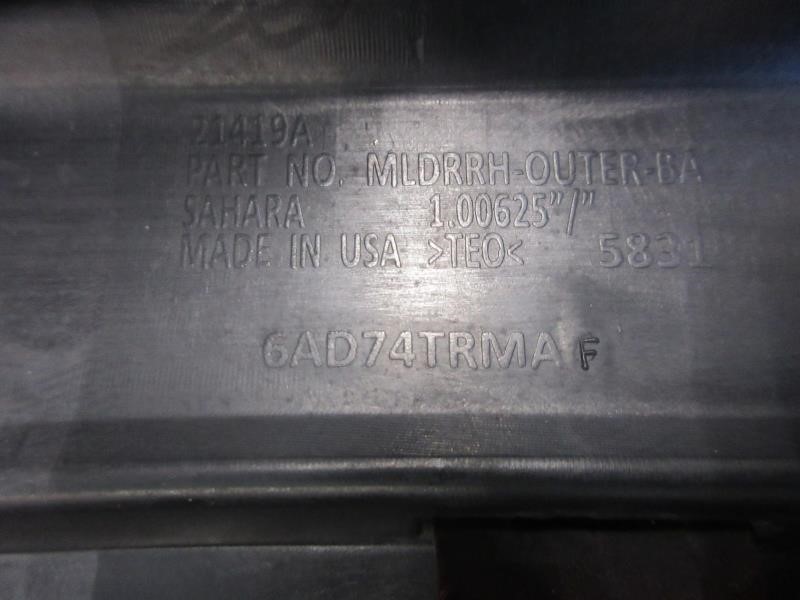 21419A
PART NO. MLDRRH-OUTER-BA
SAHARA 1.00625"/"
MADE IN USA >TEO< 5831
6AD74TRMA F